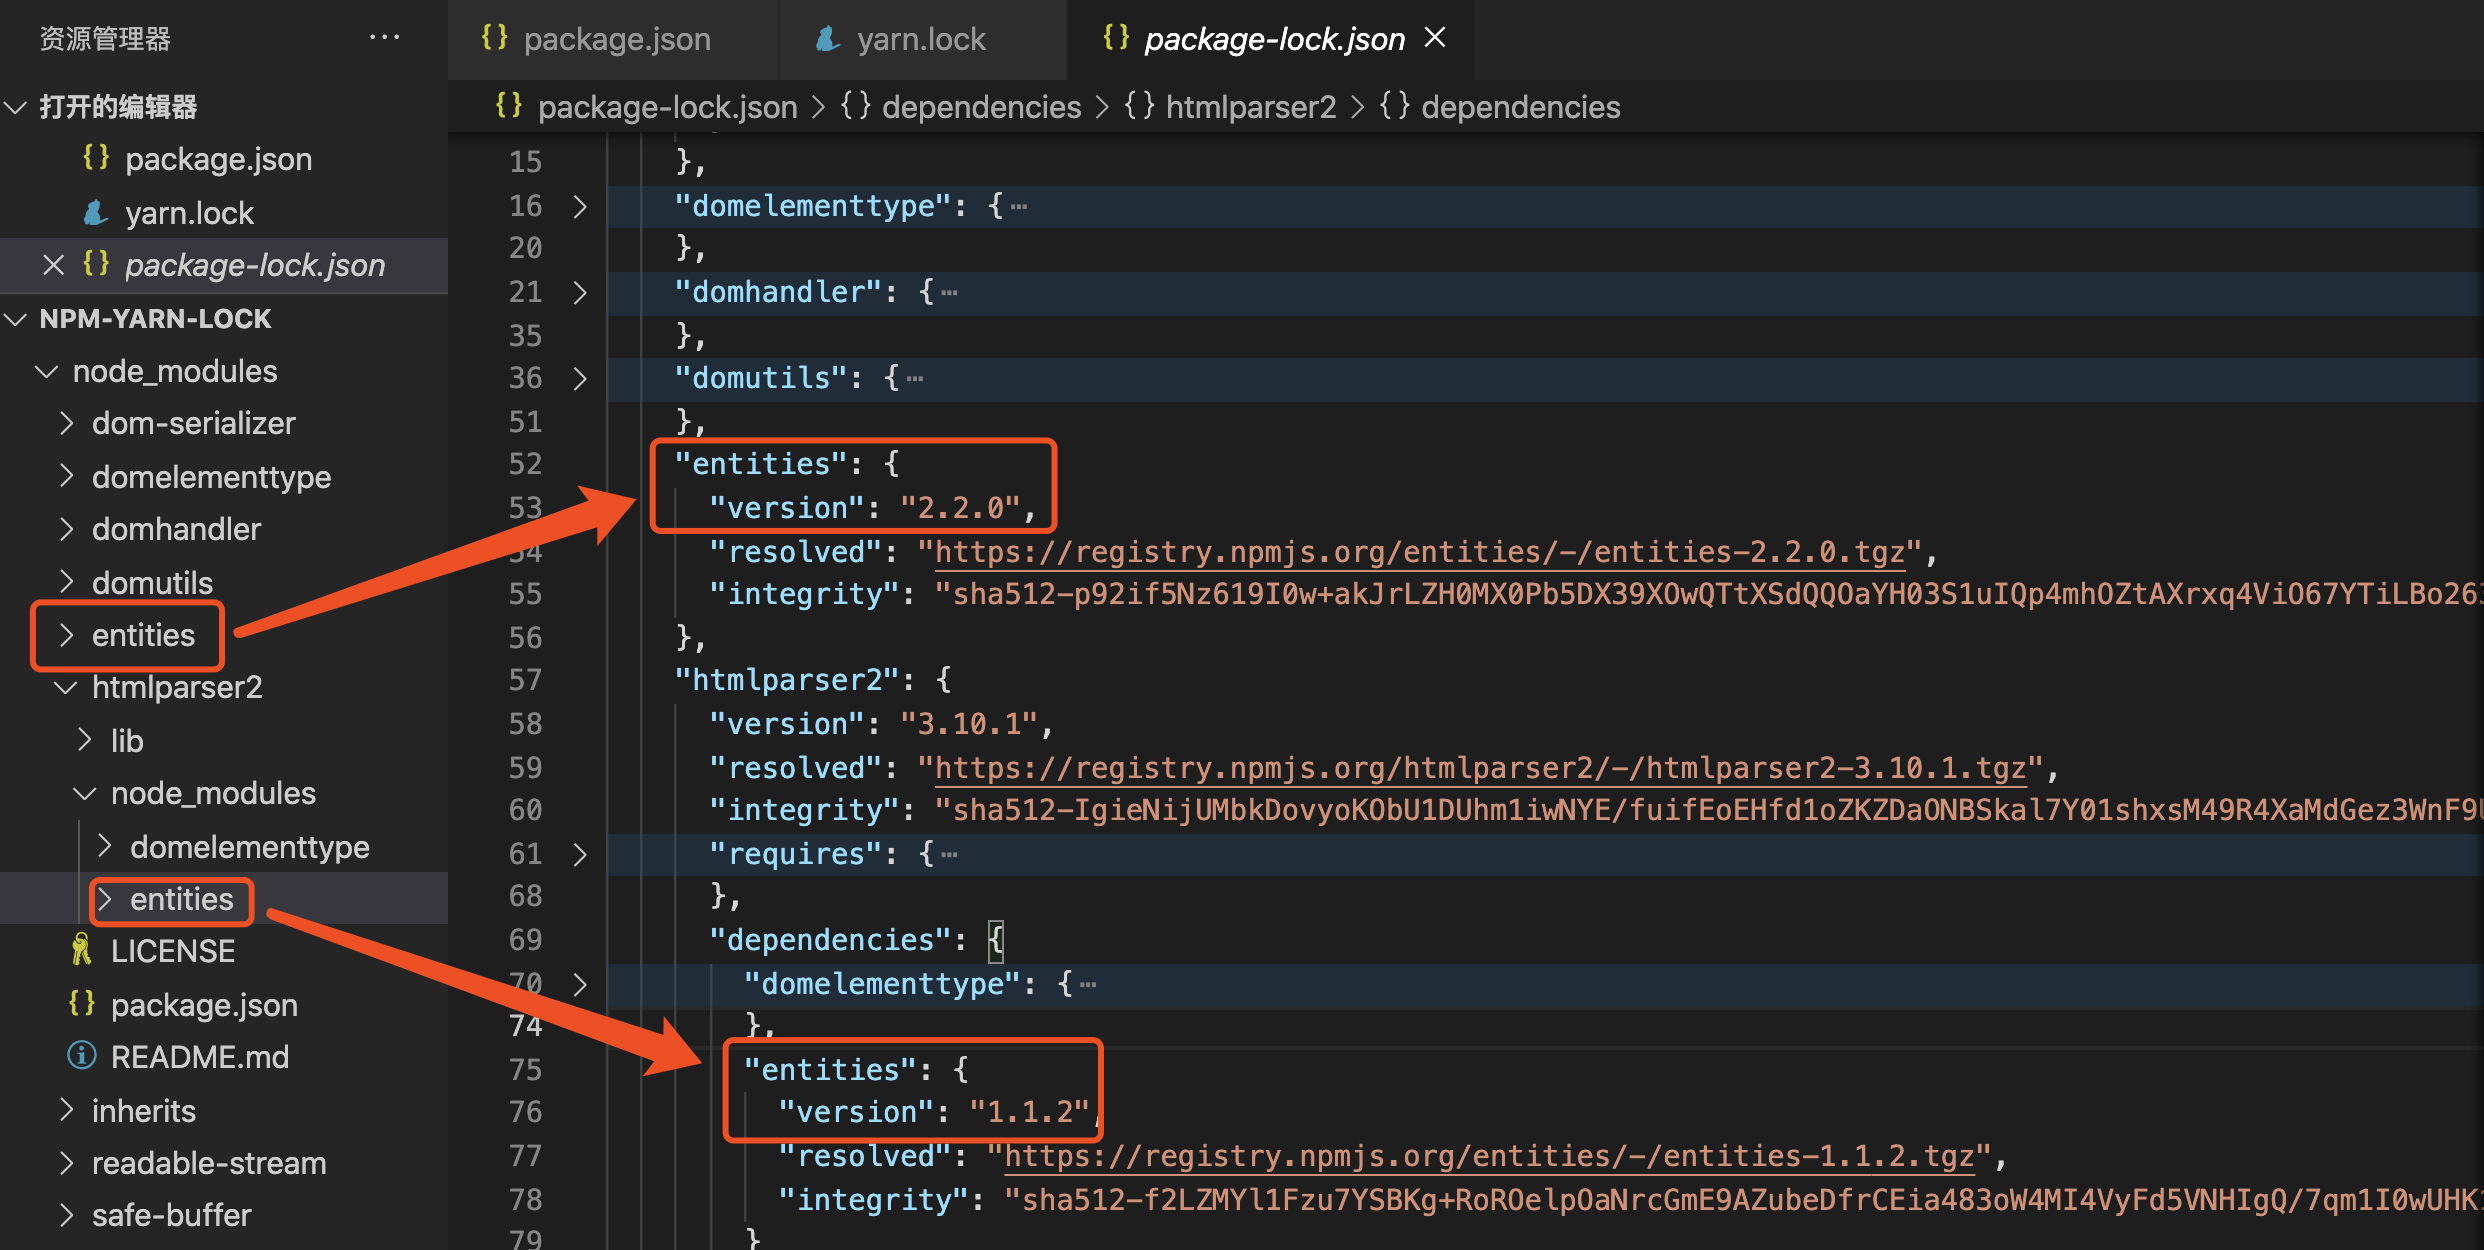 资源管理器 ···
打开的编辑器
{} package.json
yarn.lock
{} package-lock.json
NPM-YARN-LOCK
node_modules
dom-serializer
domelementtype
domhandler
domutils
entities
htmlparser2
lib
node_modules
domelementtype
entities
LICENSE
{} package.json
README.md
inherits
readable-stream
safe-buffer
{} package.json yarn.lock {} package-lock.json
{} package-lock.json > {} dependencies > {} htmlparser2 > {} dependencies
15 },
16 "domelementtype": {···
20 },
21 "domhandler": {···
35 },
36 "domutils": {···
51 },
52 "entities": {
53 "version": "2.2.0",
54 "resolved": "https://registry.npmjs.org/entities/-/entities-2.2.0.tgz",
55 "integrity": "sha512-p92if5Nz619I0w+akJrLZH0MX0Pb5DX39XOwQTtXSdQQOaYH03S1uIQp4mhOZtAXrxq4ViO67YTiLBo263
56 },
57 "htmlparser2": {
58 "version": "3.10.1",
59 "resolved": "https://registry.npmjs.org/htmlparser2/-/htmlparser2-3.10.1.tgz",
60 "integrity": "sha512-IgieNijUMbkDovyoKObU1DUhm1iwNYE/fuifEoEHfd1oZKZDaONBSkal7Y01shxsM49R4XaMdGez3WnF9U
61 "requires": {···
68 },
69 "dependencies": {
70 "domelementtype": {···
74 },
75 "entities": {
76 "version": "1.1.2",
77 "resolved": "https://registry.npmjs.org/entities/-/entities-1.1.2.tgz",
78 "integrity": "sha512-f2LZMYl1Fzu7YSBKg+RoROelpOaNrcGmE9AZubeDfrCEia483oW4MI4VyFd5VNHIgQ/7qm1I0wUHK
79 }